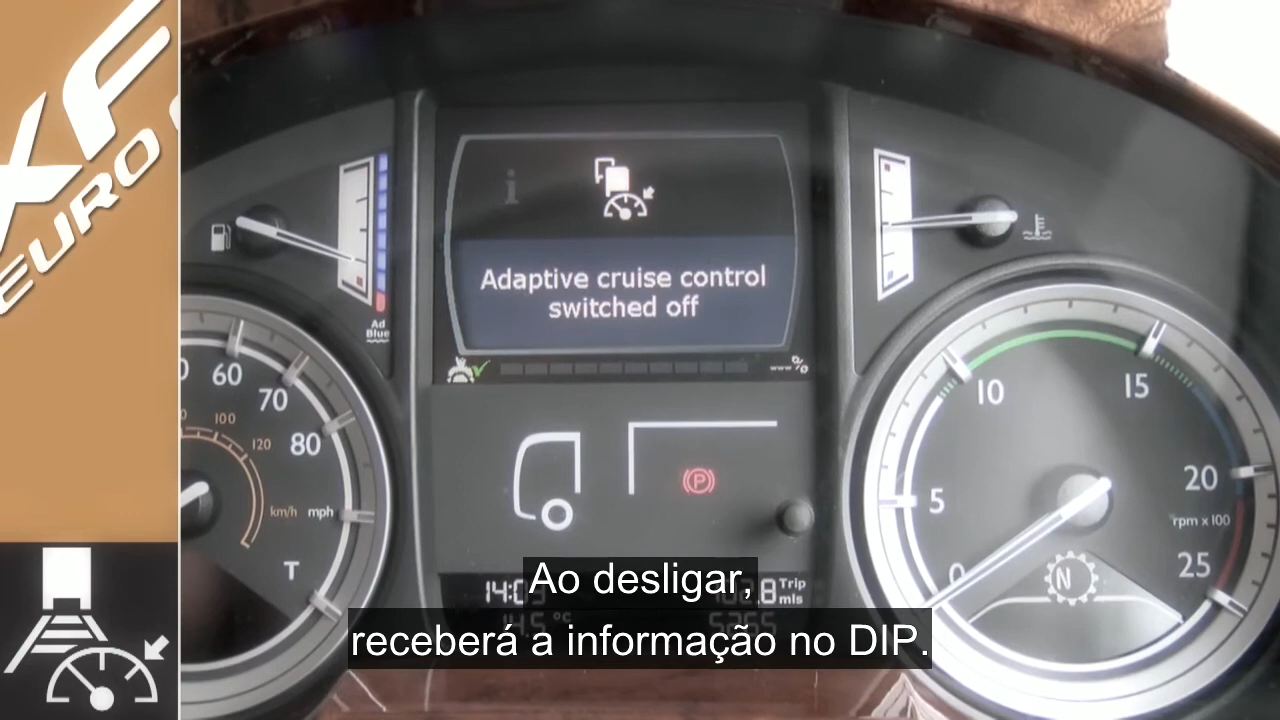 XF
EURO
i
Adaptive cruise control
switched off
Ad
Blue
---%
60
70
80
100
120
km/h mph
T
P
10
15
5
20
rpm x 100
0
25
N
Trip
mls
Ao desligar,
receberá a informação no DIP.